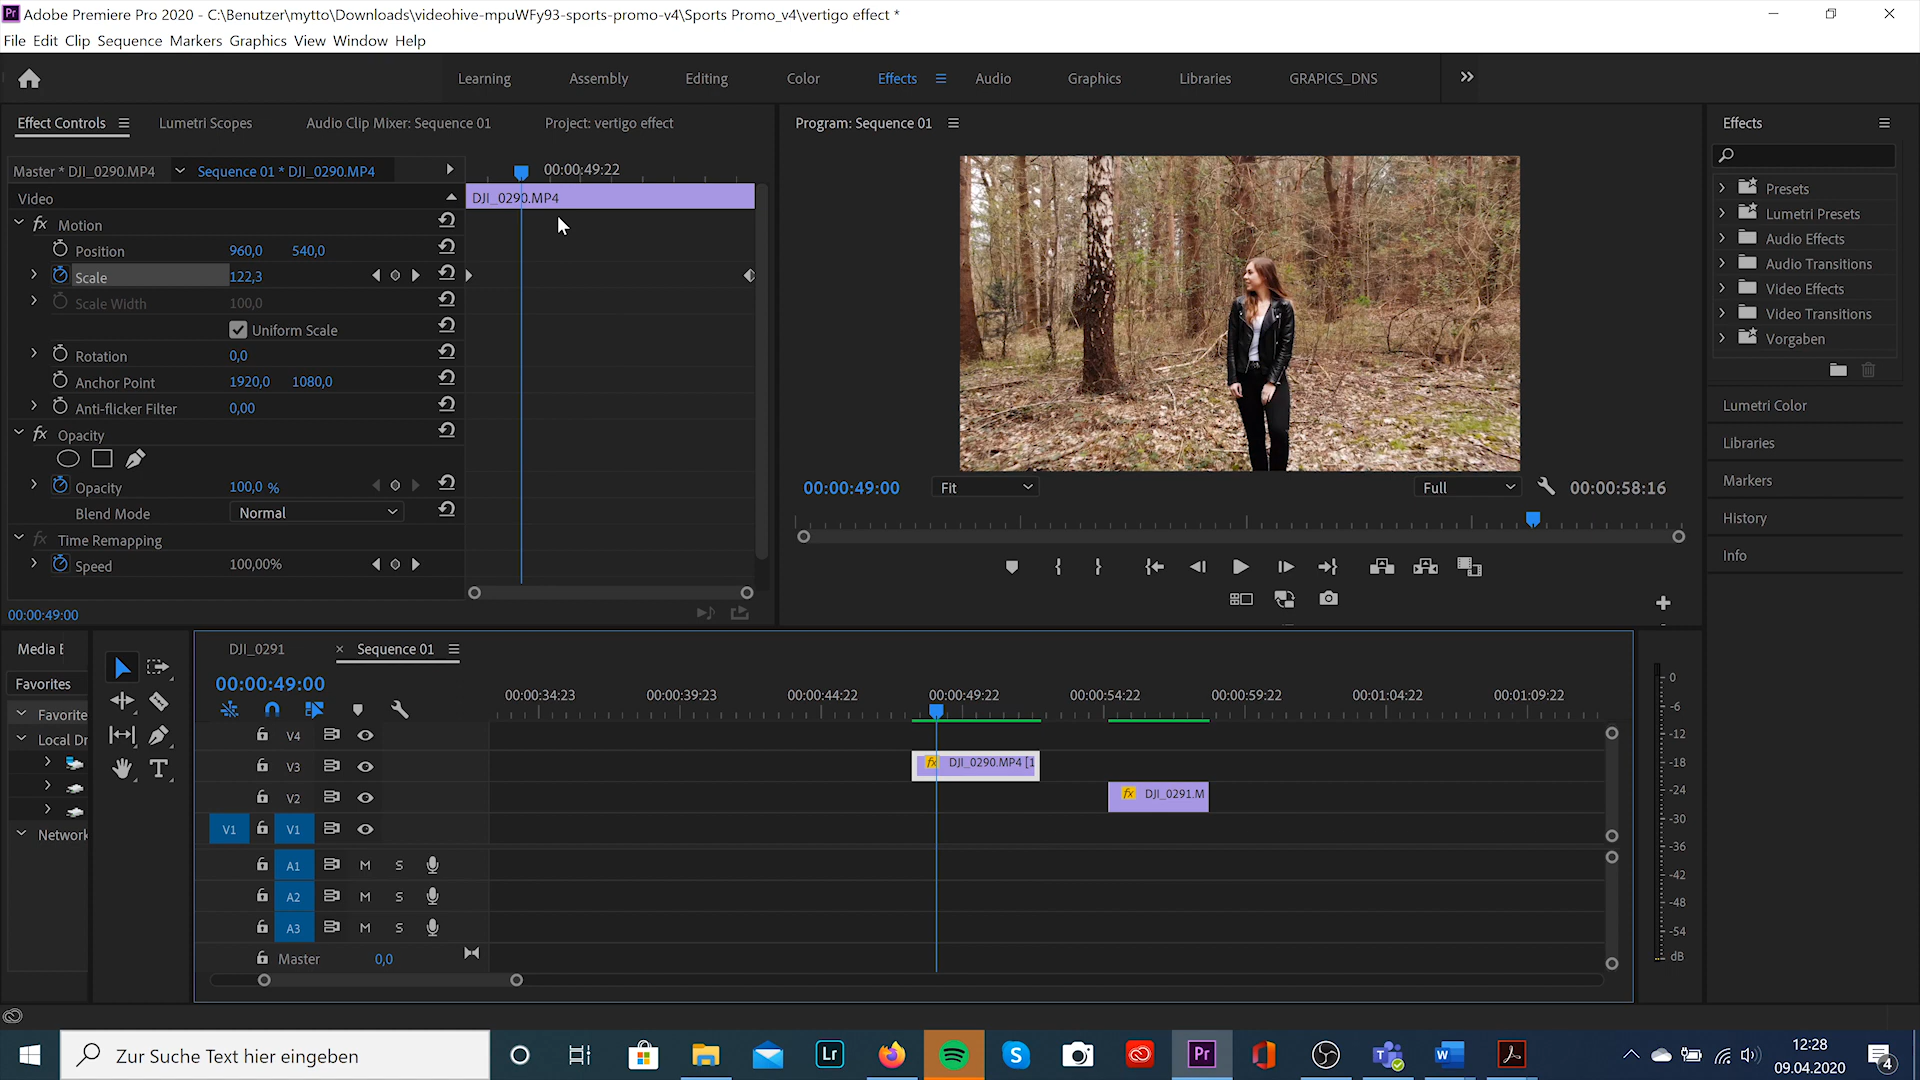 Pr Adobe Premiere Pro 2020 - C:\Benutzer\mytto\Downloads\videohive-mpuWFy93-sports-promo-v4\Sports Promo_v4\vertigo effect *
File Edit Clip Sequence Markers Graphics View Window Help
Learning Assembly Editing Color Effects Audio Graphics Libraries GRAPICS_DNS
Effect Controls Lumetri Scopes Audio Clip Mixer: Sequence 01 Project: vertigo effect
Program: Sequence 01
Effects
Master * DJI_0290.MP4 Sequence 01 * DJI_0290.MP4
00:00:49:22
Video
DJI_0290.MP4
fx Motion
Position 960,0 540,0
Scale 122,3
Scale Width 100,0
Uniform Scale
Rotation 0,0
Anchor Point 1920,0 1080,0
Anti-flicker Filter 0,00
fx Opacity
Opacity 100,0 %
Blend Mode Normal
fx Time Remapping
Speed 100,00%
00:00:49:00
00:00:49:00 Fit Full 00:00:58:16
Presets
Lumetri Presets
Audio Effects
Audio Transitions
Video Effects
Video Transitions
Vorgaben
Lumetri Color
Libraries
Markers
History
Info
Media E
Favorites
Favorite
Local Dr
Network
DJI_0291 × Sequence 01
00:00:49:00
00:00:34:23 00:00:39:23 00:00:44:22 00:00:49:22 00:00:54:22 00:00:59:22 00:01:04:22 00:01:09:22
V4
V3 fx DJI_0290.MP4 [1
V2 fx DJI_0291.M
V1 V1
A1 M S
A2 M S
A3 M S
Master 0,0
0
-6
-12
-18
-24
-30
-36
-42
-48
-54
dB
Zur Suche Text hier eingeben
Lr
Pr
12:28
09.04.2020
4